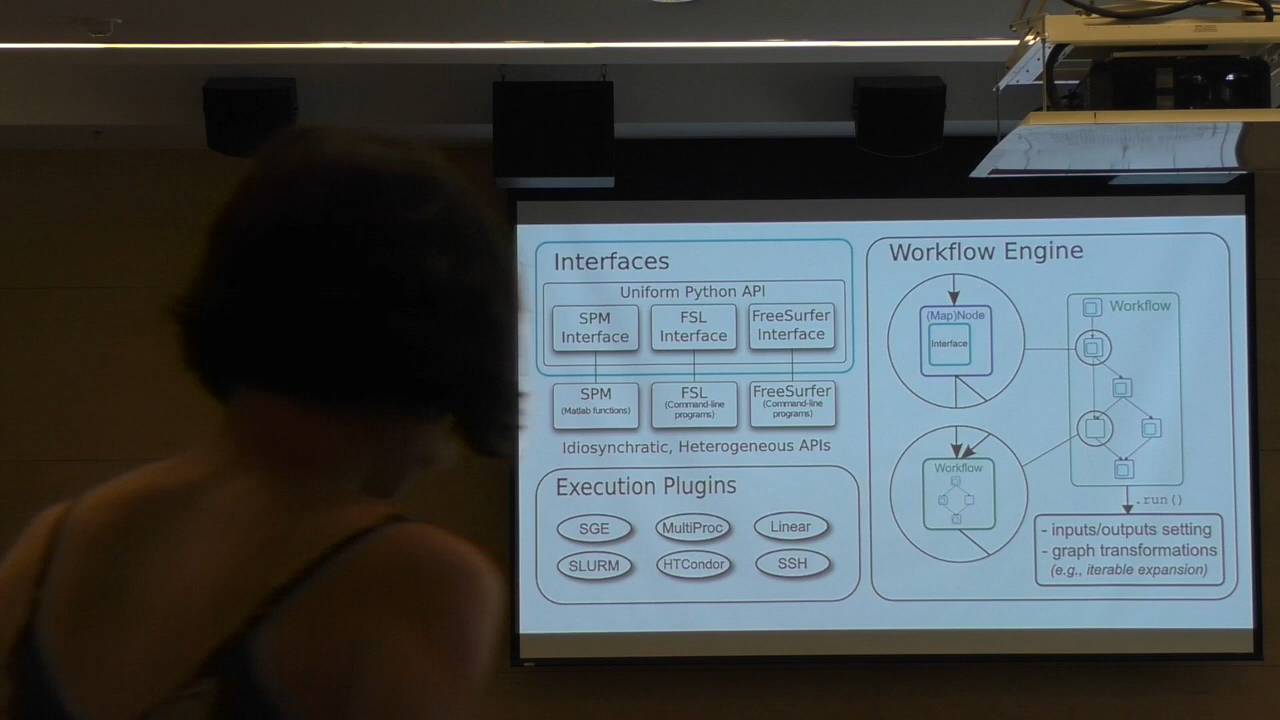 Interfaces
Uniform Python API
SPM
Interface
FSL
Interface
FreeSurfer
Interface
SPM
(Matlab functions)
FSL
(Command-line
programs)
FreeSurfer
(Command-line
programs)
Idiosynchratic, Heterogeneous APIs
Execution Plugins
SGE
MultiProc
Linear
SLURM
HTCondor
SSH
Workflow Engine
(Map)Node
Interface
Workflow
Workflow
.run()
- inputs/outputs setting
- graph transformations
(e.g., iterable expansion)